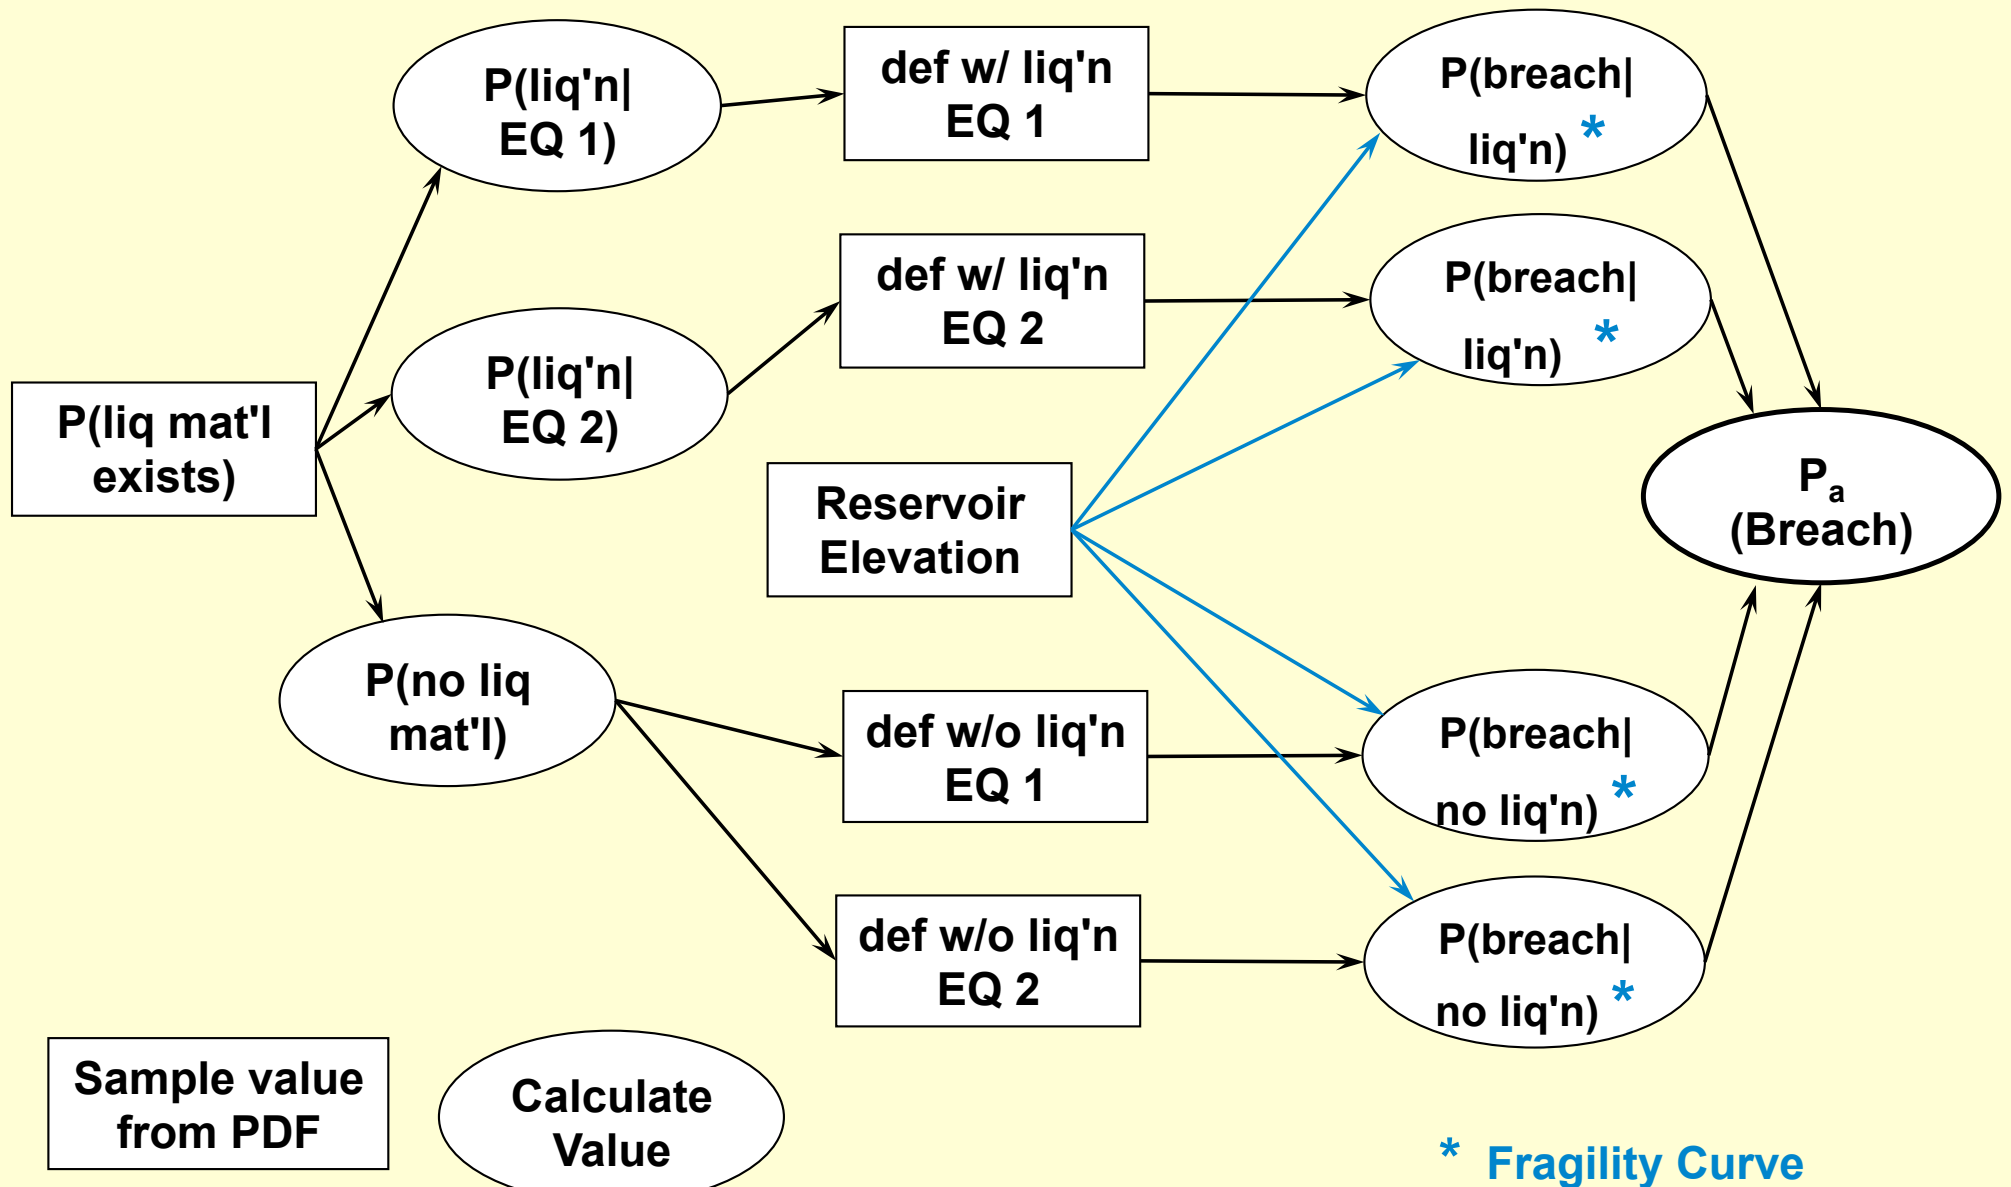 P(liq'n|
EQ 1)
def w/ liq'n
EQ 1
P(breach|
liq'n) *
P(liq'n|
EQ 2)
def w/ liq'n
EQ 2
P(breach|
liq'n) *
P(liq mat'l
exists)
Reservoir
Elevation
Pa
(Breach)
P(no liq
mat'l)
def w/o liq'n
EQ 1
P(breach|
no liq'n) *
def w/o liq'n
EQ 2
P(breach|
no liq'n) *
Sample value
from PDF
Calculate
Value
* Fragility Curve